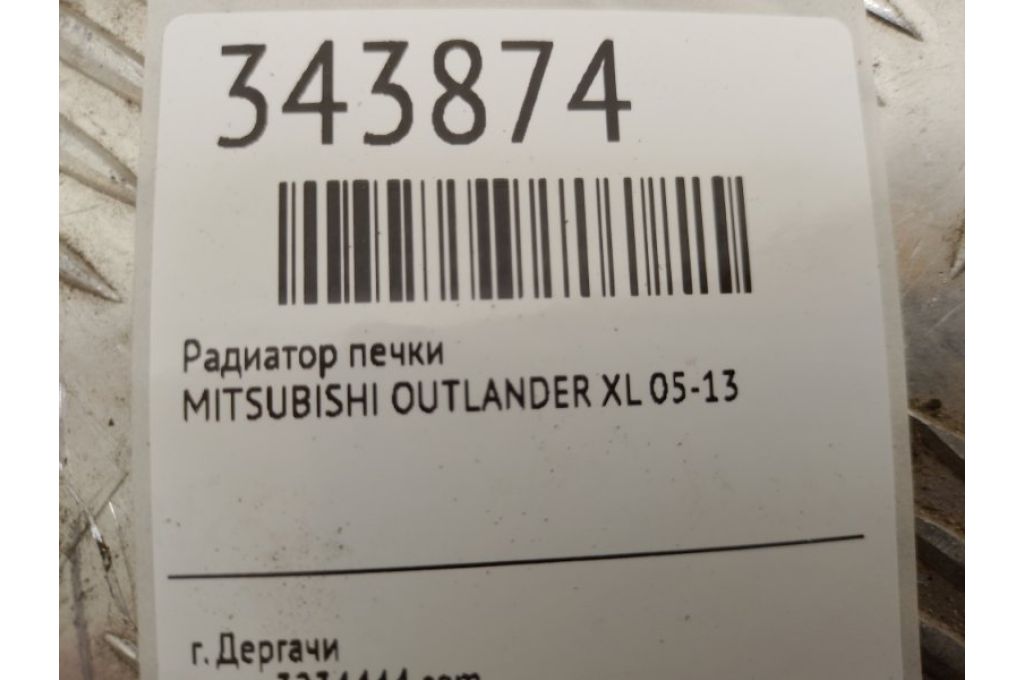 343874
Радиатор печки
MITSUBISHI OUTLANDER XL 05-13
г. Дергачи